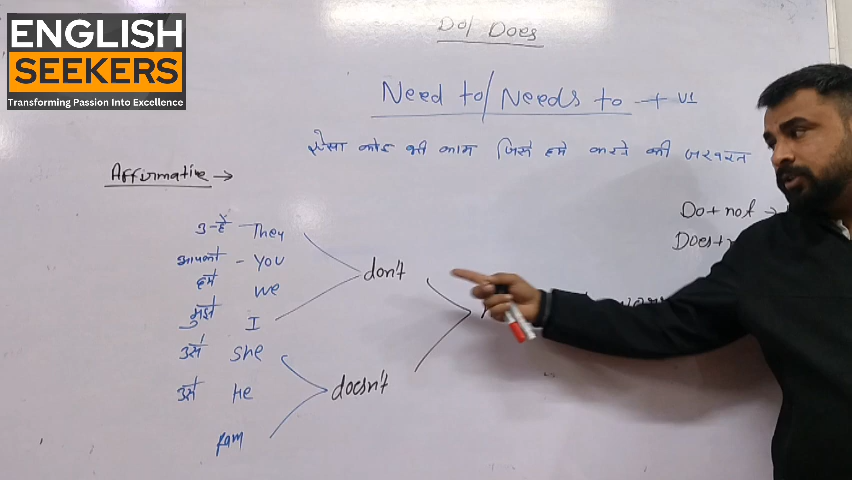 ENGLISH
SEEKERS
Transforming Passion Into Excellence
Do/ Does
Need to/ Needs to + V1
ऐसा कोई भी काम जिसे हमे करने की जरूरत
Affirmative →
Do + not →
Does +
उन्हें - They
आपको - You
हमे we
मुझे I
don't
उसे She
उसे He
Ram
doesn't